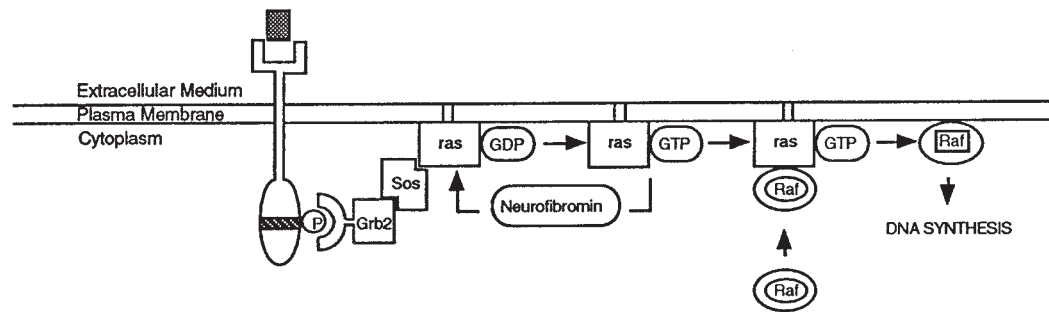 Extracellular Medium
Plasma Membrane
Cytoplasm
ras
GDP
ras
GTP
ras
GTP
Raf
Sos
Raf
Neurofibromin
P
Grb2
DNA SYNTHESIS
Raf